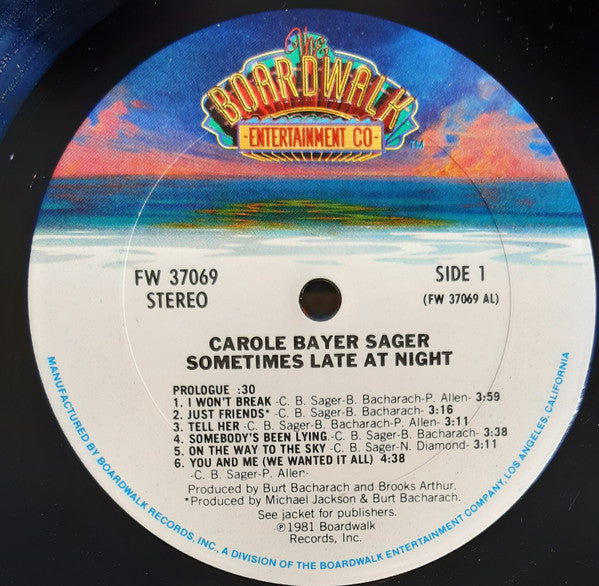 The
BOARDWALK
ENTERTAINMENT CO
TM
FW 37069
STEREO
SIDE 1
(FW 37069 AL)
CAROLE BAYER SAGER
SOMETIMES LATE AT NIGHT
PROLOGUE :30
1. I WON'T BREAK -C. B. Sager-B. Bacharach-P. Allen- 3:59
2. JUST FRIENDS* -C. B. Sager-B. Bacharach- 3:16
3. TELL HER -C. B. Sager-B. Bacharach- 3:11
4. SOMEBODY'S BEEN LYING -C. B. Sager-B. Bacharach- 3:38
5. ON THE WAY TO THE SKY -C.B. Sager-N. Diamond- 3:11
6. YOU AND ME (WE WANTED IT ALL) 4:38
-C. B. Sager-P. Allen-
Produced by Burt Bacharach and Brooks Arthur.
*Produced by Michael Jackson & Burt Bacharach.
See jacket for publishers.
℗1981 Boardwalk
Records, Inc.
MANUFACTURED BY BOARDWALK RECORDS, INC., A DIVISION OF THE BOARDWALK ENTERTAINMENT COMPANY, LOS ANGELES, CALIFORNIA